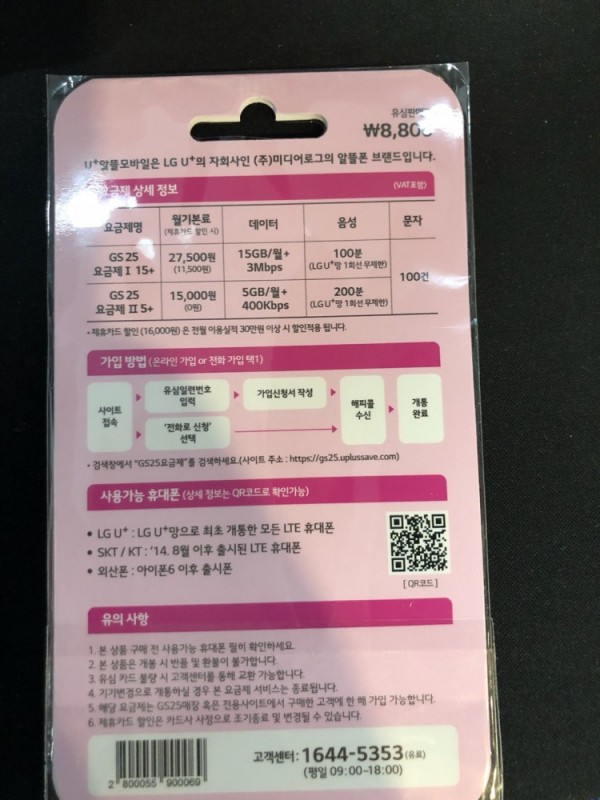 유심판매
₩8,800
U+알뜰모바일은 LG U+의 자회사인 (주)미디어로그의 알뜰폰 브랜드입니다.
요금제 상세 정보 (VAT포함)
요금제명 월기본료 데이터 음성 문자
(제휴카드 할인 시)
GS25 27,500원 15GB/월+ 100분
요금제 I 15+ (11,500원) 3Mbps (LG U+망 1회선 무제한)
100건
GS25 15,000원 5GB/월+ 200분
요금제 II 5+ (0원) 400Kbps (LG U+망 1회선 무제한)
• 제휴카드 할인 (16,000원) 은 전월 이용실적 30만원 이상 시 할인적용 됩니다.
가입 방법 (온라인 가입 or 전화 가입 택1)
사이트 접속
유심일련번호 입력
가입신청서 작성
'전화로 신청' 선택
해피콜 수신
개통 완료
• 검색창에서 "GS25요금제"를 검색하세요.(사이트 주소 : https://gs25.uplussave.com)
사용가능 휴대폰 (상세 정보는 QR코드로 확인가능)
• LG U+ : LG U+망으로 최초 개통한 모든 LTE 휴대폰
• SKT / KT : '14. 8월 이후 출시된 LTE 휴대폰
• 외산폰 : 아이폰6 이후 출시폰
[ QR코드 ]
유의 사항
1. 본 상품 구매 전 사용가능 휴대폰 필히 확인하세요.
2. 본 상품은 개봉 시 반품 및 환불이 불가합니다.
3. 유심 카드 불량 시 고객센터를 통해 교환 가능합니다.
4. 기기변경으로 개통하실 경우 본 요금제 서비스는 종료됩니다.
5. 해당 요금제는 GS25매장 혹은 전용사이트에서 구매한 고객에 한 해 가입 가능합니다.
6. 제휴카드 할인은 카드사 사정으로 조기종료 및 변경될 수 있습니다.
고객센터 : 1644-5353 (유료)
(평일 09:00~18:00)
2 800055 900069